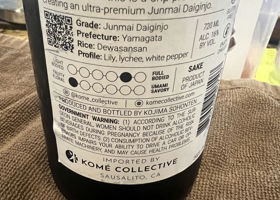 creating an ultra-premium Junmai Daiginjo.
Grade: Junmai Daiginjo
Prefecture: Yamagata
Rice: Dewasansan
Profile: Lily, lychee, white pepper
720 ML
ALC 16%
BY VOL
LIGHT
FULL BODIED
FRUITY
UMAMI SAVORY
SAKE
PRODUCT OF JAPAN
@kome_collective
komecollective.com
PRODUCED AND BOTTLED BY KOJIMA SOHONTEN
GOVERNMENT WARNING: (1) ACCORDING TO THE SURGEON
GENERAL, WOMEN SHOULD NOT DRINK ALCOHOLIC
BEVERAGES DURING PREGNANCY BECAUSE OF THE RISK
OF BIRTH DEFECTS. (2) CONSUMPTION OF ALCOHOLIC BEVERAGES
IMPAIRS YOUR ABILITY TO DRIVE A CAR OR
OPERATE MACHINERY, AND MAY CAUSE HEALTH PROBLEMS.
IMPORTED BY
KOMÉ COLLECTIVE
SAUSALITO, CA